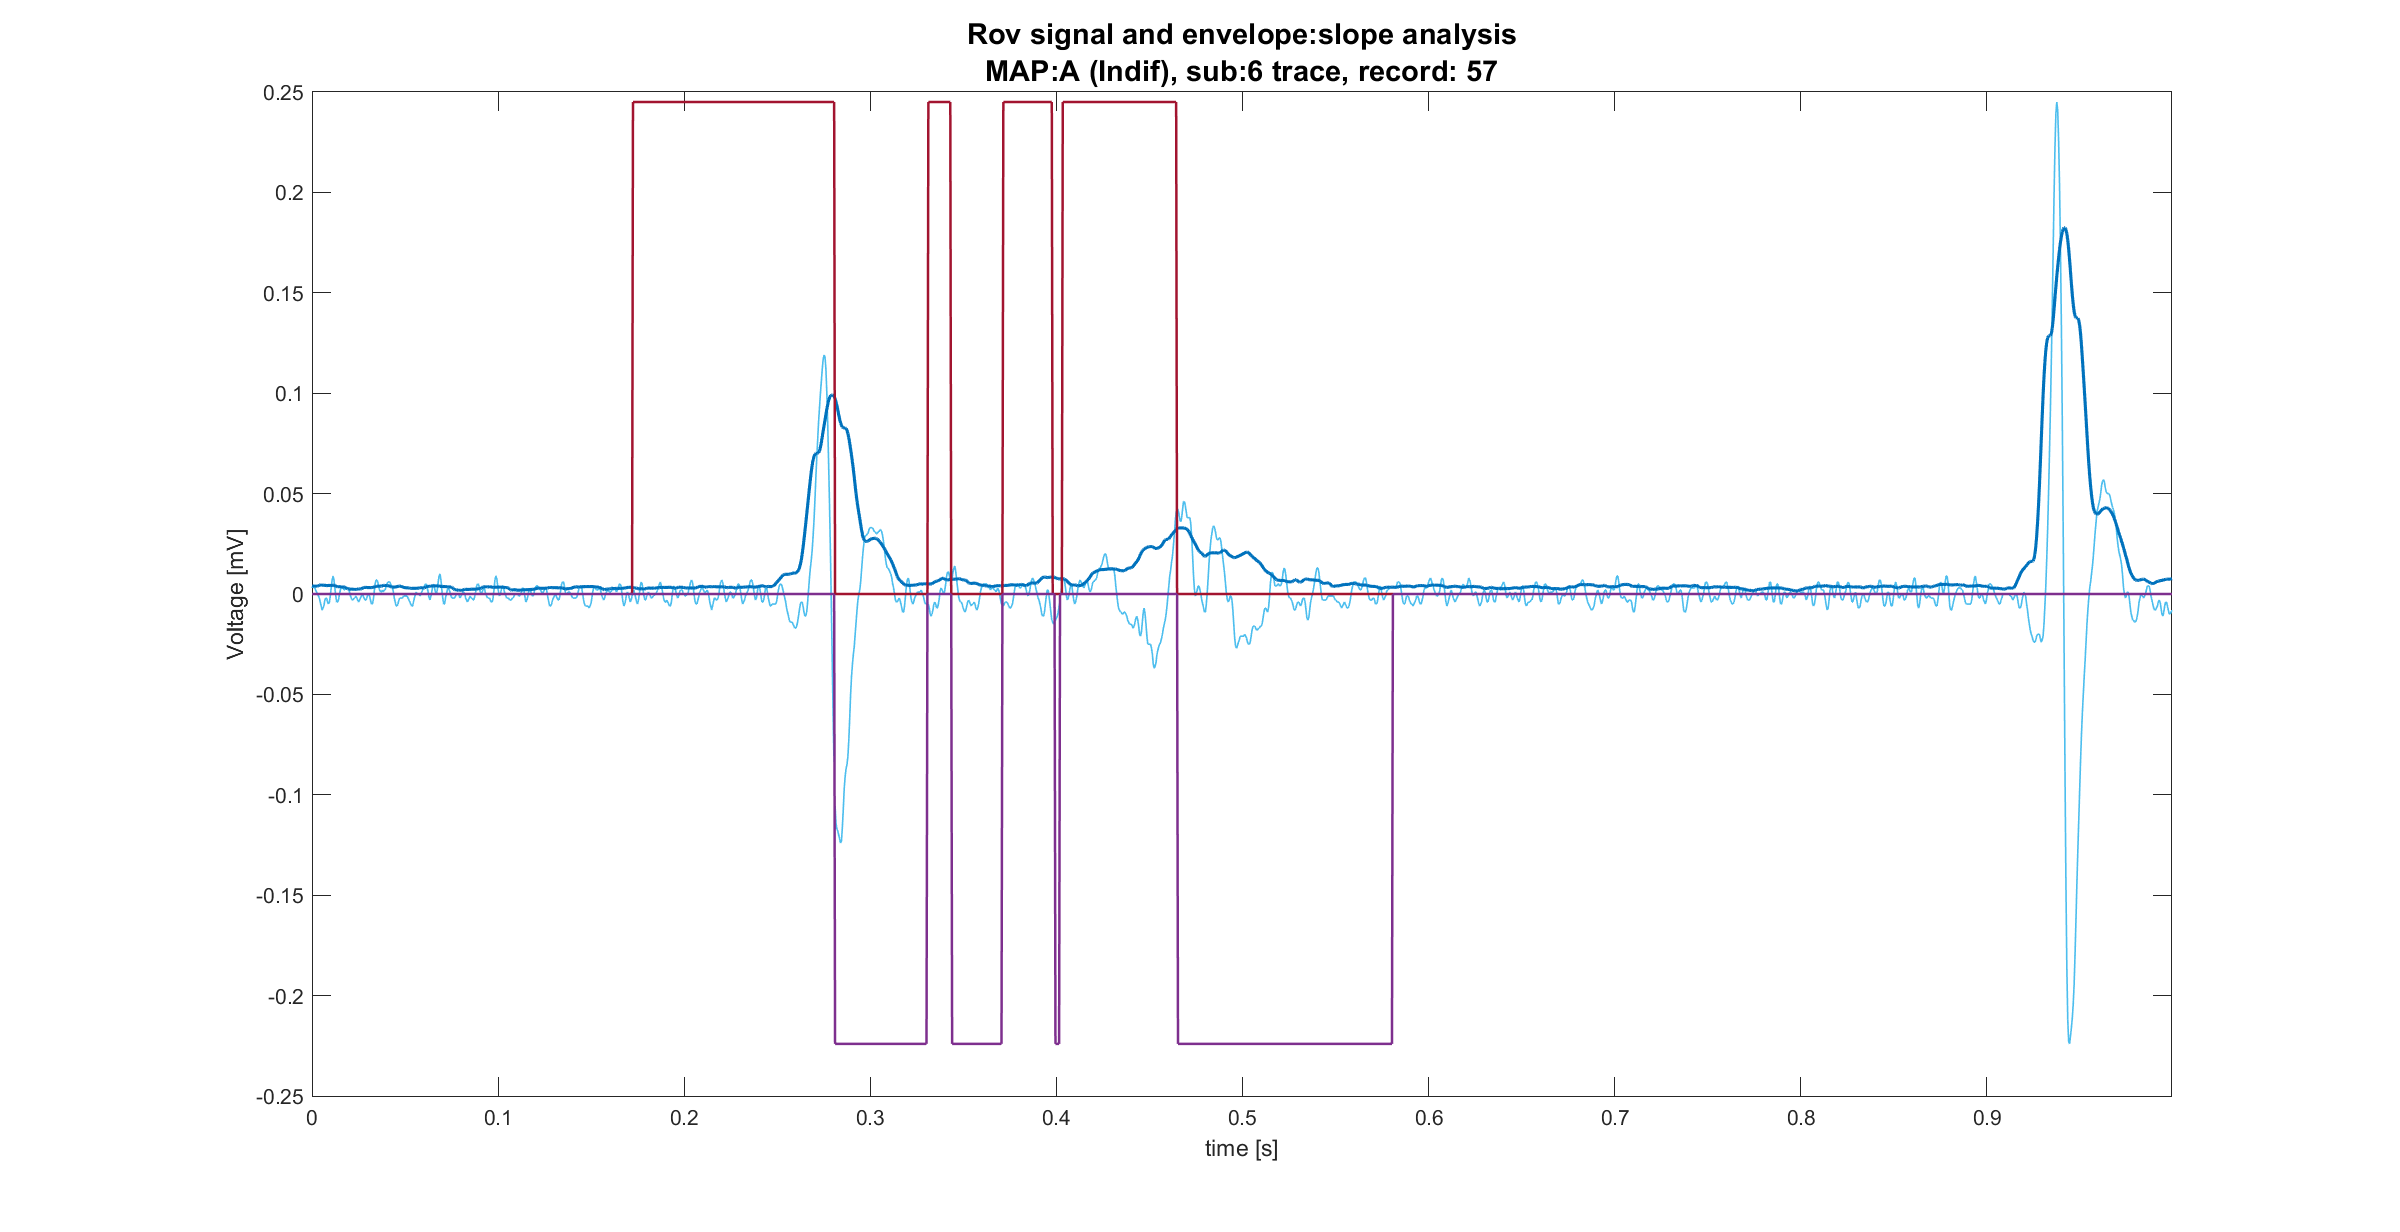 Rov signal and envelope:slope analysis
MAP:A (Indif), sub:6 trace, record: 57
0.25
0.2
0.15
0.1
0.05
0
-0.05
-0.1
-0.15
-0.2
-0.25
Voltage [mV]
0 0.1 0.2 0.3 0.4 0.5 0.6 0.7 0.8 0.9
time [s]